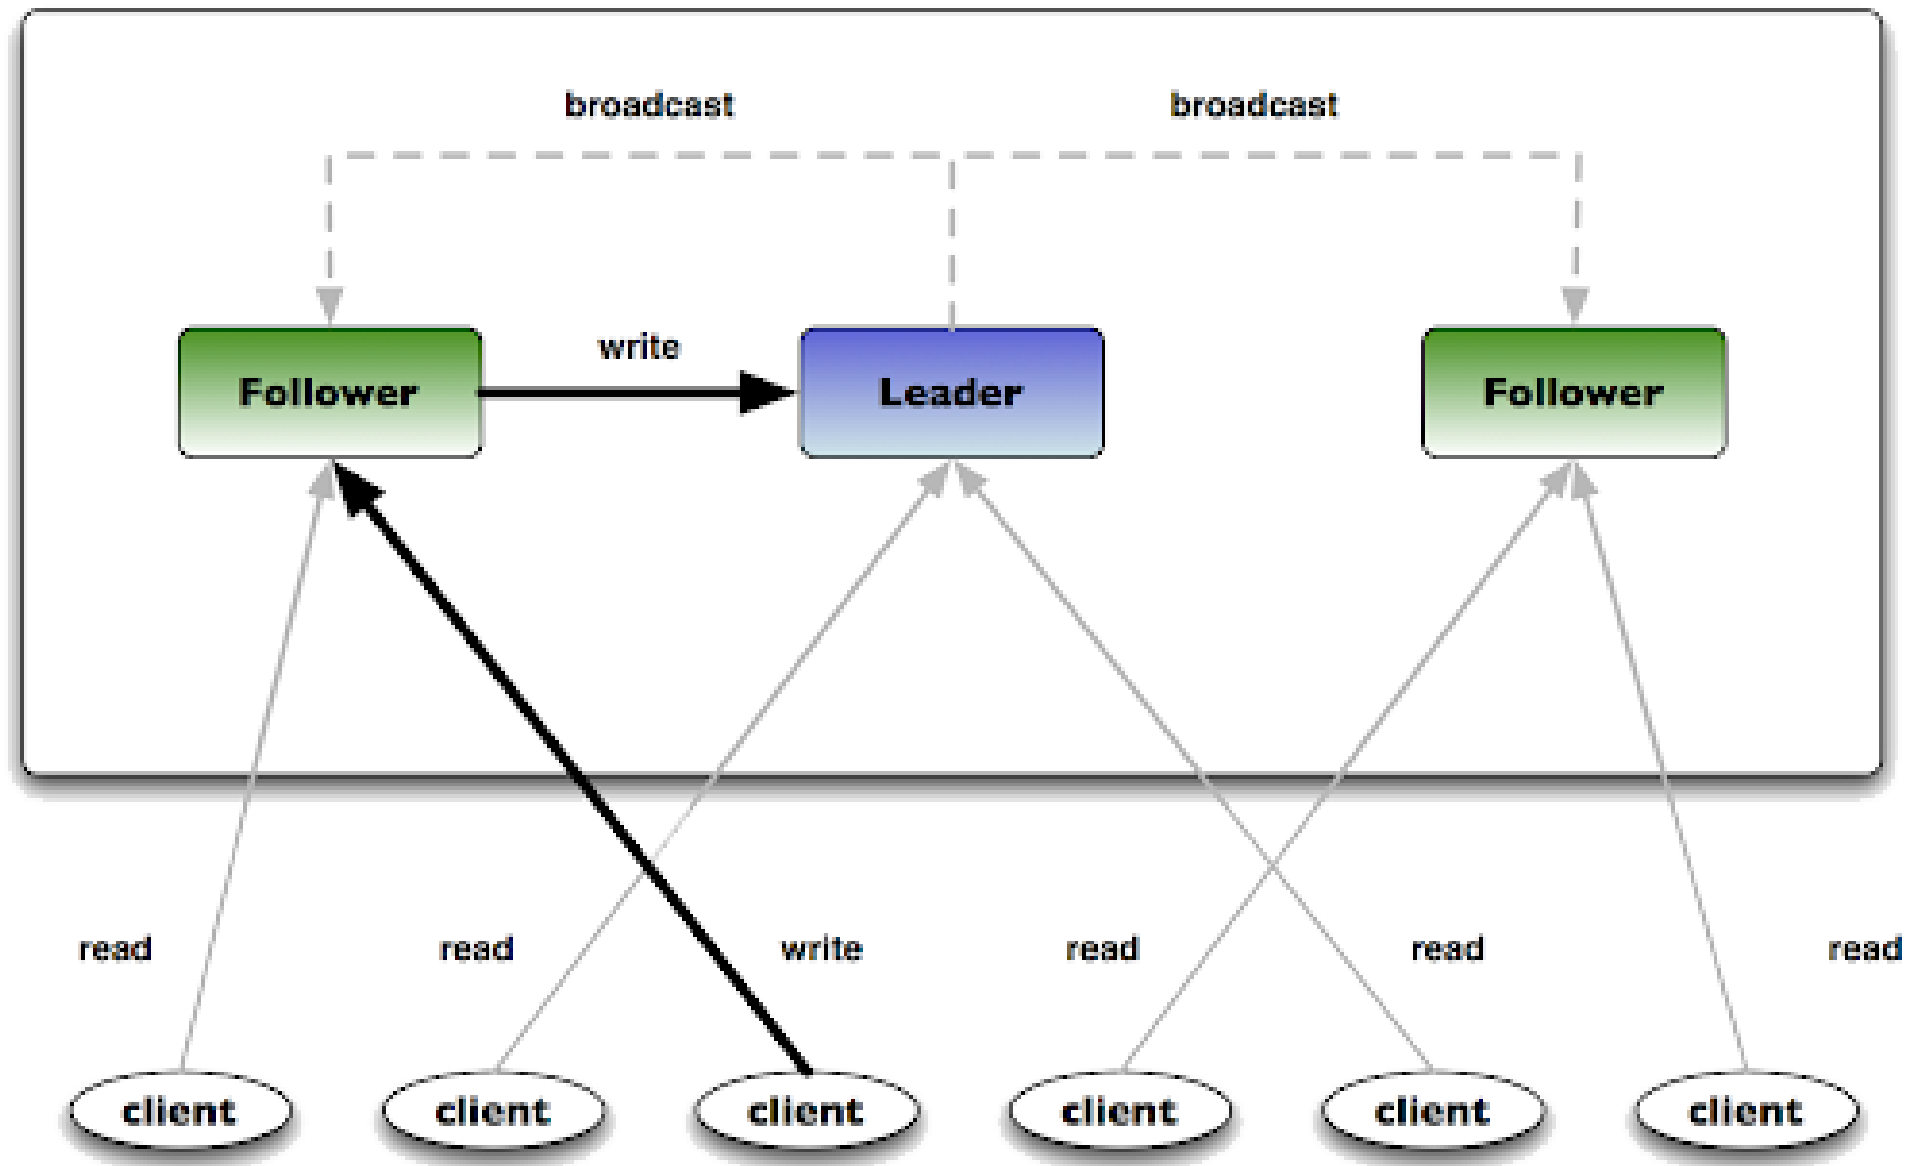 broadcast broadcast
write
Follower Leader Follower
read read write read read read
client client client client client client